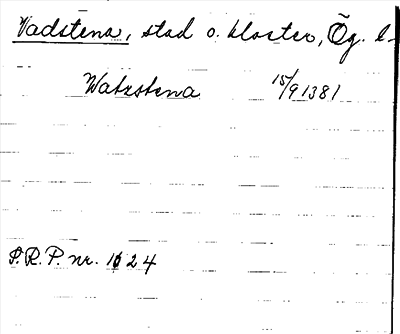 Vadstena, stad o. kloster, Ög. l-
Watzstena 15/9 1381
S.R.P. nr. 1624